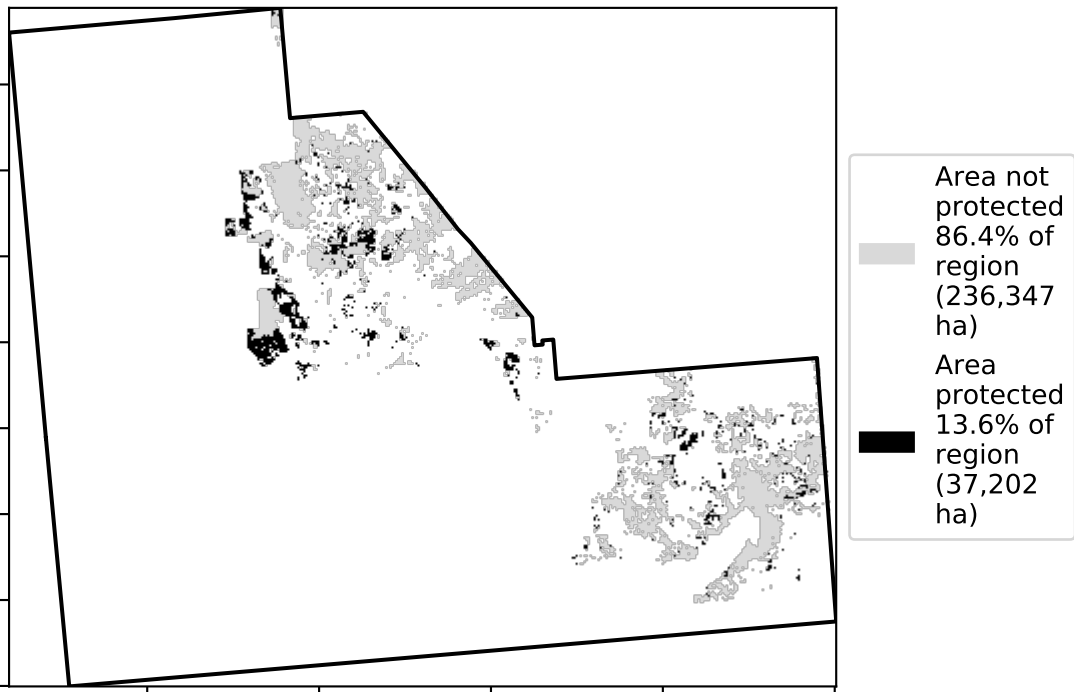 Area not
protected
86.4% of
region
(236,347
ha)
Area
protected
13.6% of
region
(37,202
ha)